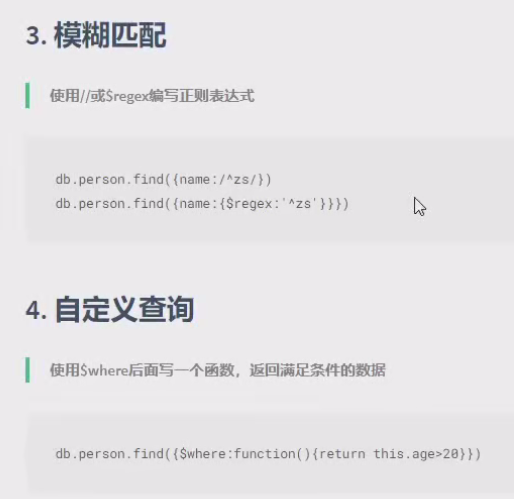 3. 模糊匹配
使用//或$regex编写正则表达式
db.person.find({name:/^zs/})
db.person.find({name:{$regex:'^zs'}}})
4. 自定义查询
使用$where后面写一个函数，返回满足条件的数据
db.person.find({$where:function(){return this.age>20}})